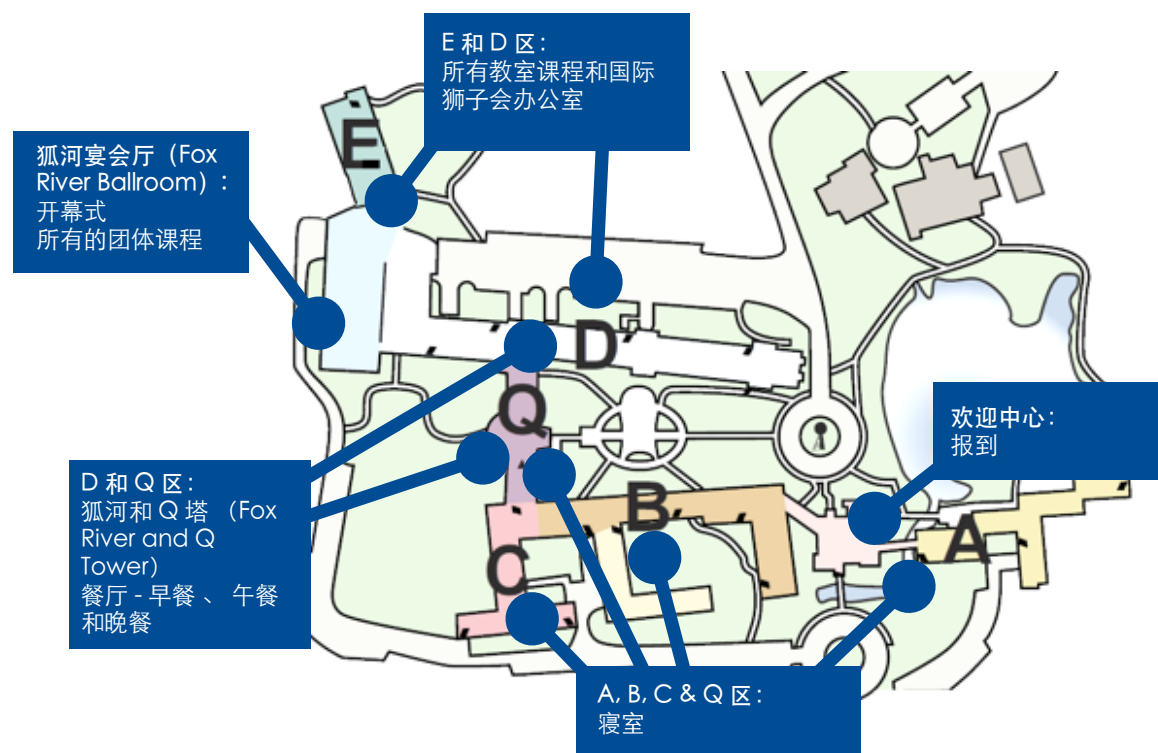 E 和 D 区：
所有教室课程和国际
狮子会办公室
狐河宴会厅（Fox
River Ballroom）：
开幕式
所有的团体课程
E
D
Q
欢迎中心：
报到
D 和 Q 区：
狐河和 Q 塔 （Fox
River and Q
Tower）
餐厅 - 早餐 、 午餐
和晚餐
B
A
C
A, B, C & Q 区：
寝室